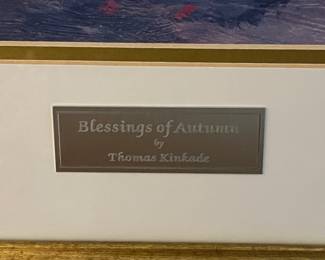 Blessings of Autumn
by
Thomas Kinkade